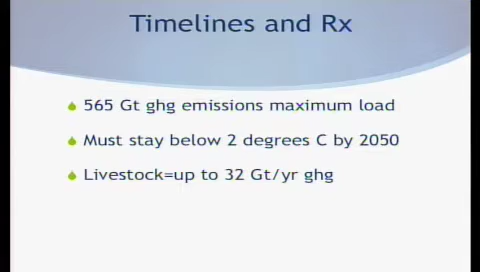 Timelines and Rx
565 Gt ghg emissions maximum load
Must stay below 2 degrees C by 2050
Livestock=up to 32 Gt/yr ghg